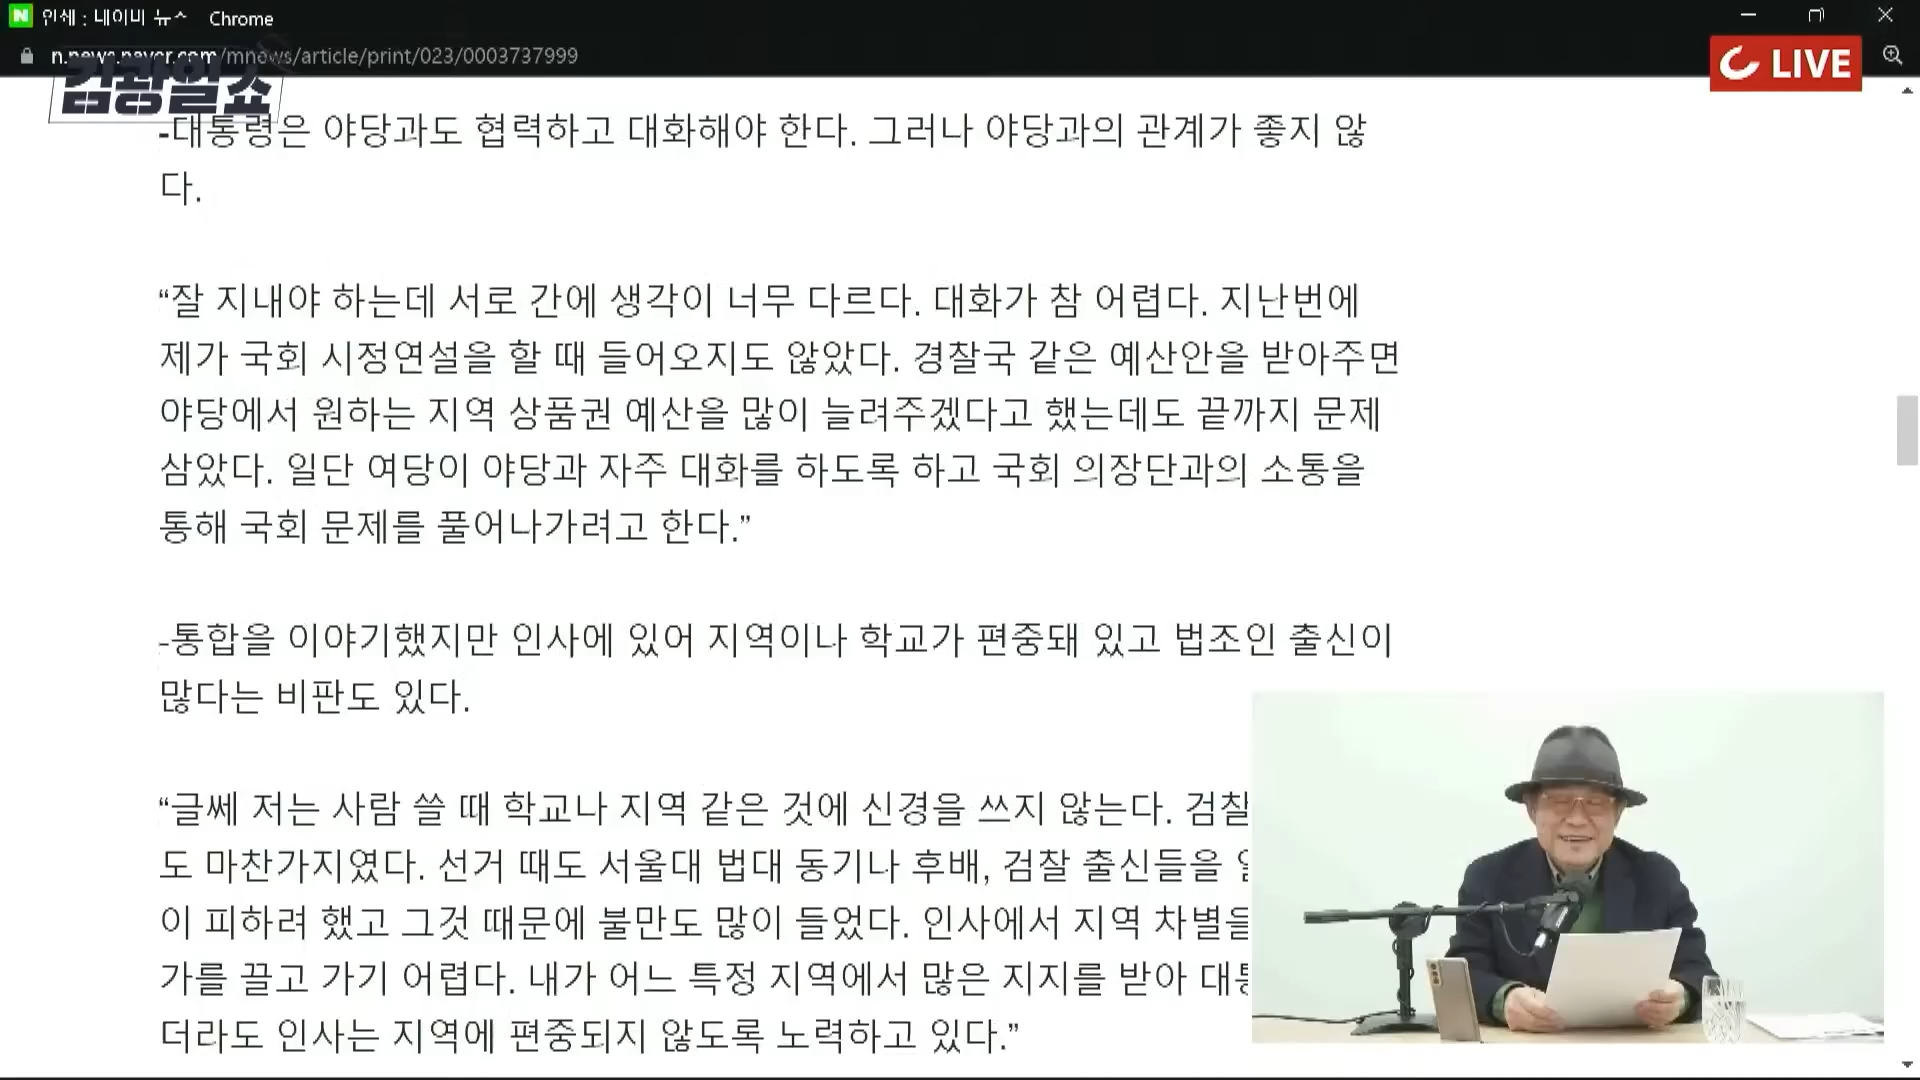 인쇄 : 네이버 뉴스 Chrome
n.news.naver.com/mnews/article/print/023/0003737999
김광일쇼
LIVE
-대통령은 야당과도 협력하고 대화해야 한다. 그러나 야당과의 관계가 좋지 않
다.
“잘 지내야 하는데 서로 간에 생각이 너무 다르다. 대화가 참 어렵다. 지난번에
제가 국회 시정연설을 할 때 들어오지도 않았다. 경찰국 같은 예산안을 받아주면
야당에서 원하는 지역 상품권 예산을 많이 늘려주겠다고 했는데도 끝까지 문제
삼았다. 일단 여당이 야당과 자주 대화를 하도록 하고 국회 의장단과의 소통을
통해 국회 문제를 풀어나가려고 한다.”
-통합을 이야기했지만 인사에 있어 지역이나 학교가 편중돼 있고 법조인 출신이
많다는 비판도 있다.
“글쎄 저는 사람 쓸 때 학교나 지역 같은 것에 신경을 쓰지 않는다. 검찰
도 마찬가지였다. 선거 때도 서울대 법대 동기나 후배, 검찰 출신들을
이 피하려 했고 그것 때문에 불만도 많이 들었다. 인사에서 지역 차별을
가를 끌고 가기 어렵다. 내가 어느 특정 지역에서 많은 지지를 받아
더라도 인사는 지역에 편중되지 않도록 노력하고 있다.”